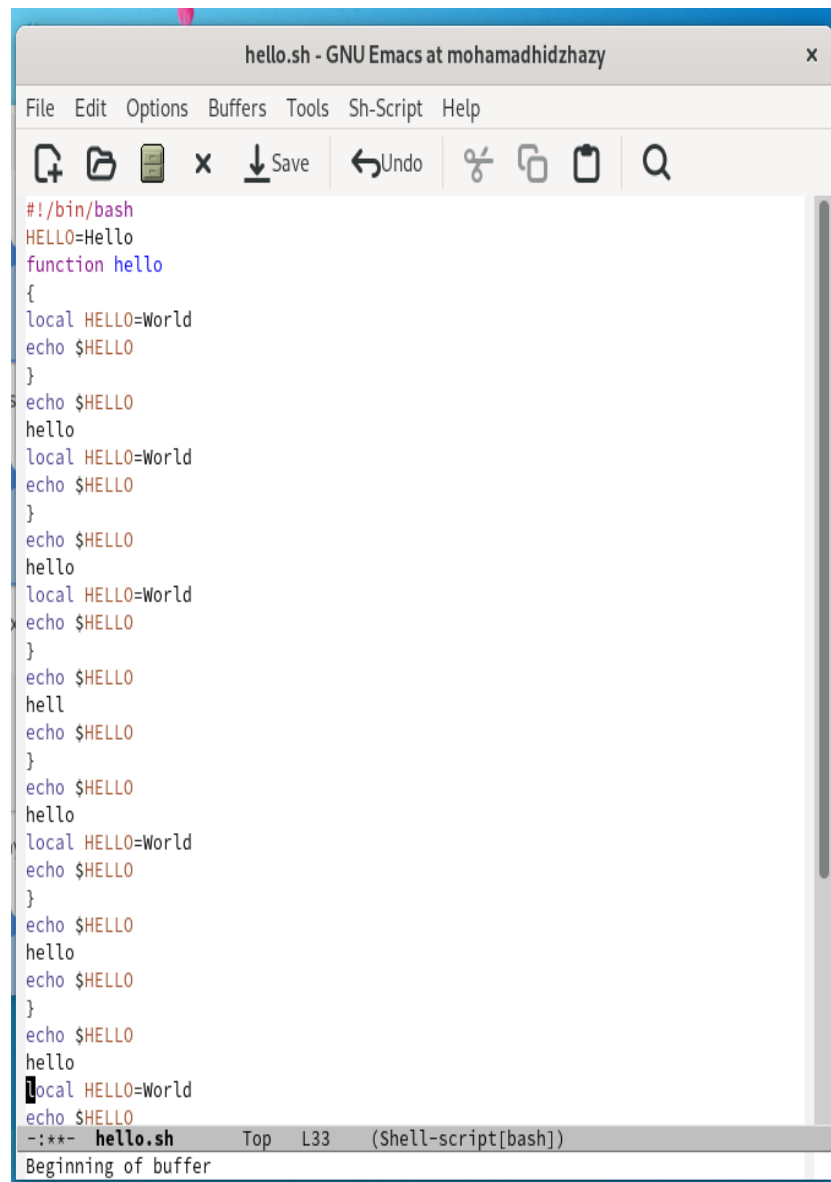 hello.sh - GNU Emacs at mohamadhidzhazy
File Edit Options Buffers Tools Sh-Script Help
Save Undo
#!/bin/bash
HELLO=Hello
function hello
{
local HELLO=World
echo $HELLO
}
echo $HELLO
hello
local HELLO=World
echo $HELLO
}
echo $HELLO
hello
local HELLO=World
echo $HELLO
}
echo $HELLO
hell
echo $HELLO
}
echo $HELLO
hello
local HELLO=World
echo $HELLO
}
echo $HELLO
hello
echo $HELLO
}
echo $HELLO
hello
local HELLO=World
echo $HELLO
-:**- hello.sh Top L33 (Shell-script[bash])
Beginning of buffer